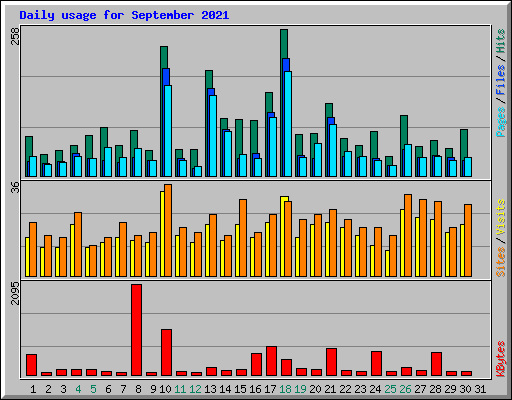 Daily usage for September 2021
258
Pages / Files / Hits
36
Sites / Visits
2095
KBytes
1 2 3 4 5 6 7 8 9 10 11 12 13 14 15 16 17 18 19 20 21 22 23 24 25 26 27 28 29 30 31